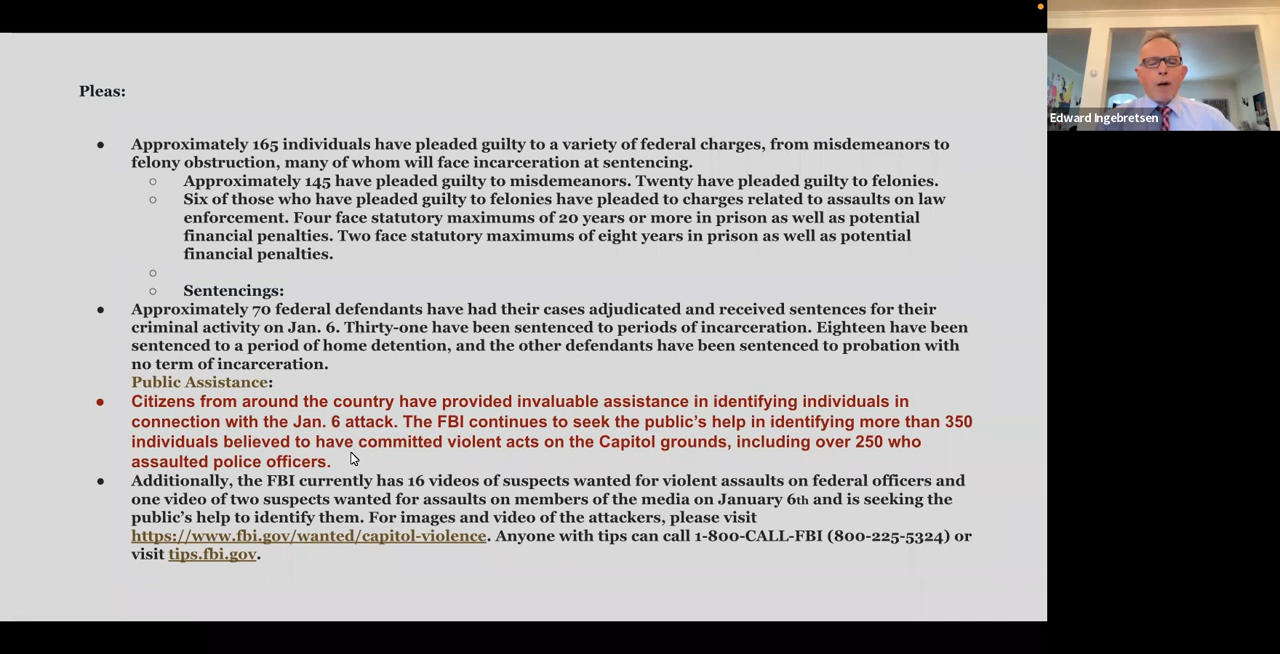 Pleas:
Approximately 165 individuals have pleaded guilty to a variety of federal charges, from misdemeanors to
felony obstruction, many of whom will face incarceration at sentencing.
Approximately 145 have pleaded guilty to misdemeanors. Twenty have pleaded guilty to felonies.
Six of those who have pleaded guilty to felonies have pleaded to charges related to assaults on law
enforcement. Four face statutory maximums of 20 years or more in prison as well as potential
financial penalties. Two face statutory maximums of eight years in prison as well as potential
financial penalties.
Sentencings:
Approximately 70 federal defendants have had their cases adjudicated and received sentences for their
criminal activity on Jan. 6. Thirty-one have been sentenced to periods of incarceration. Eighteen have been
sentenced to a period of home detention, and the other defendants have been sentenced to probation with
no term of incarceration.
Public Assistance:
Citizens from around the country have provided invaluable assistance in identifying individuals in
connection with the Jan. 6 attack. The FBI continues to seek the public's help in identifying more than 350
individuals believed to have committed violent acts on the Capitol grounds, including over 250 who
assaulted police officers.
Additionally, the FBI currently has 16 videos of suspects wanted for violent assaults on federal officers and
one video of two suspects wanted for assaults on members of the media on January 6th and is seeking the
public's help to identify them. For images and video of the attackers, please visit
https://www.fbi.gov/wanted/capitol-violence. Anyone with tips can call 1-800-CALL-FBI (800-225-5324) or
visit tips.fbi.gov.
Edward Ingebretsen